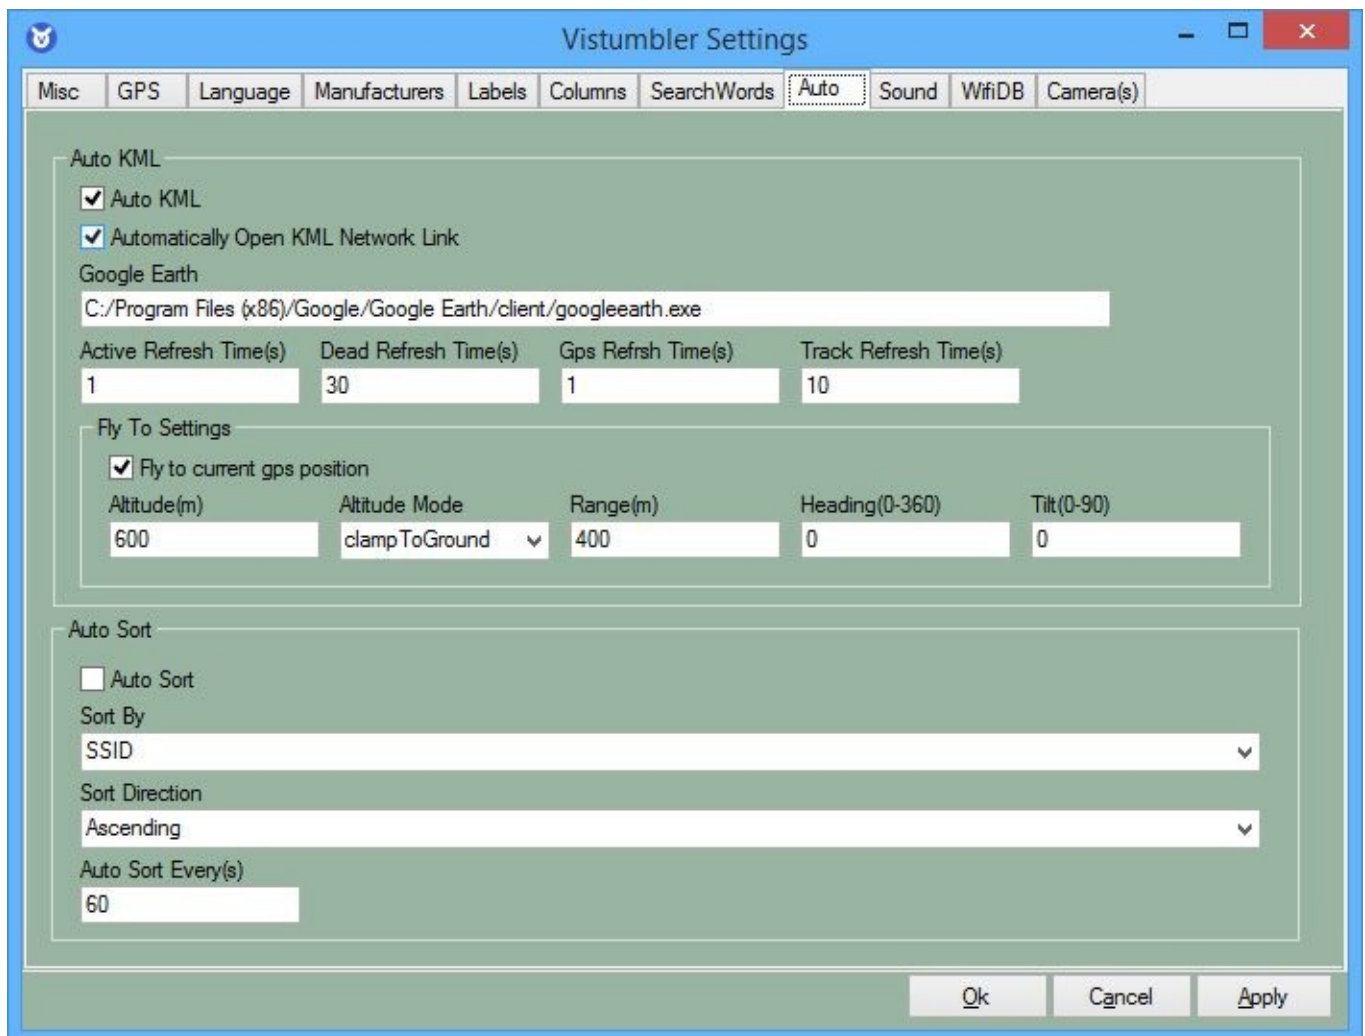 Vistumbler Settings
Misc GPS Language Manufacturers Labels Columns SearchWords Auto Sound WifiDB Camera(s)
Auto KML
Auto KML
Automatically Open KML Network Link
Google Earth
C:/Program Files (x86)/Google/Google Earth/client/googleearth.exe
Active Refresh Time(s) Dead Refresh Time(s) Gps Refrsh Time(s) Track Refresh Time(s)
1 30 1 10
Fly To Settings
Fly to current gps position
Altitude(m) Altitude Mode Range(m) Heading(0-360) Tilt(0-90)
600 clampToGround 400 0 0
Auto Sort
Auto Sort
Sort By
SSID
Sort Direction
Ascending
Auto Sort Every(s)
60
Ok Cancel Apply